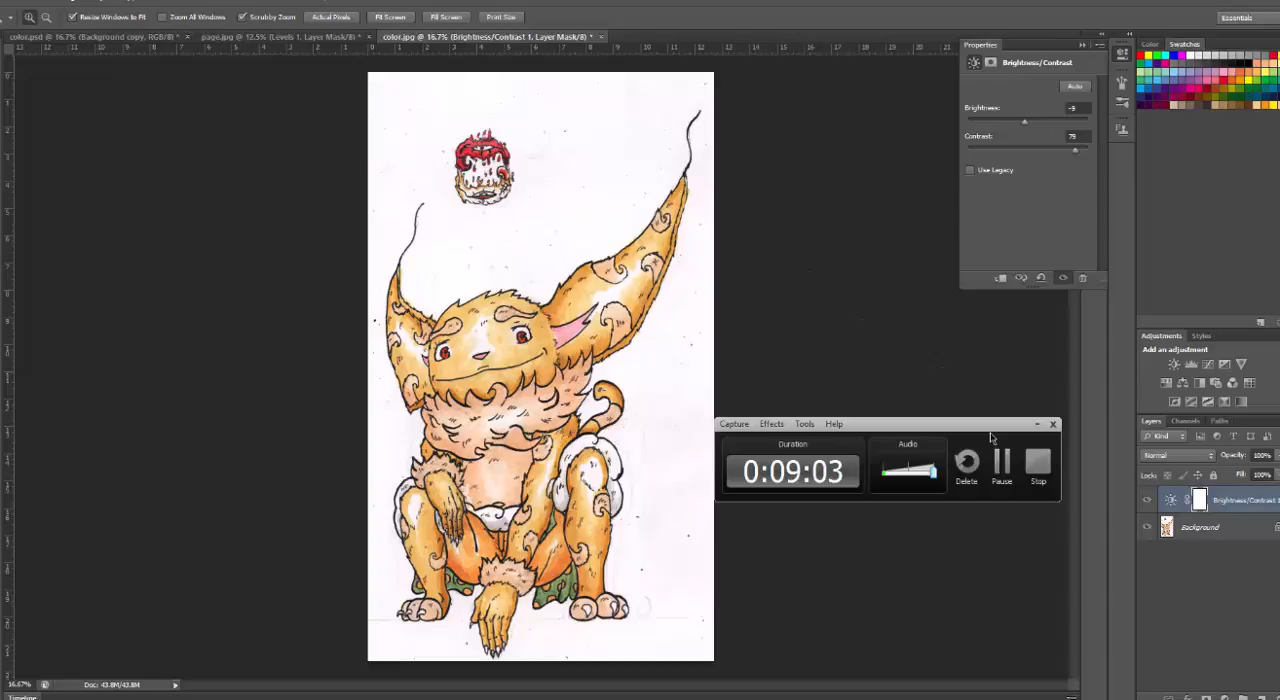 Resize Windows to Fit Zoom All Windows Scrubby Zoom Actual Pixels Fit Screen Fill Screen Print Size Essentials
color.psd @ 16.7% (Background copy, RGB/8) * × page.jpg @ 12.5% (Levels 1, Layer Mask/8) * × color.jpg @ 16.7% (Brightness/Contrast 1, Layer Mask/8) * ×
Properties
Brightness/Contrast
Auto
Brightness: -9
Contrast: 79
Use Legacy
Color Swatches
Adjustments Styles
Add an adjustment
Layers Channels Paths
Kind
Normal Opacity: 100%
Lock: Fill: 100%
Brightness/Contrast 1
Background
Capture Effects Tools Help
Duration
0:09:03
Audio
Delete Pause Stop
16.67% Doc: 43.8M/43.8M
Timeline